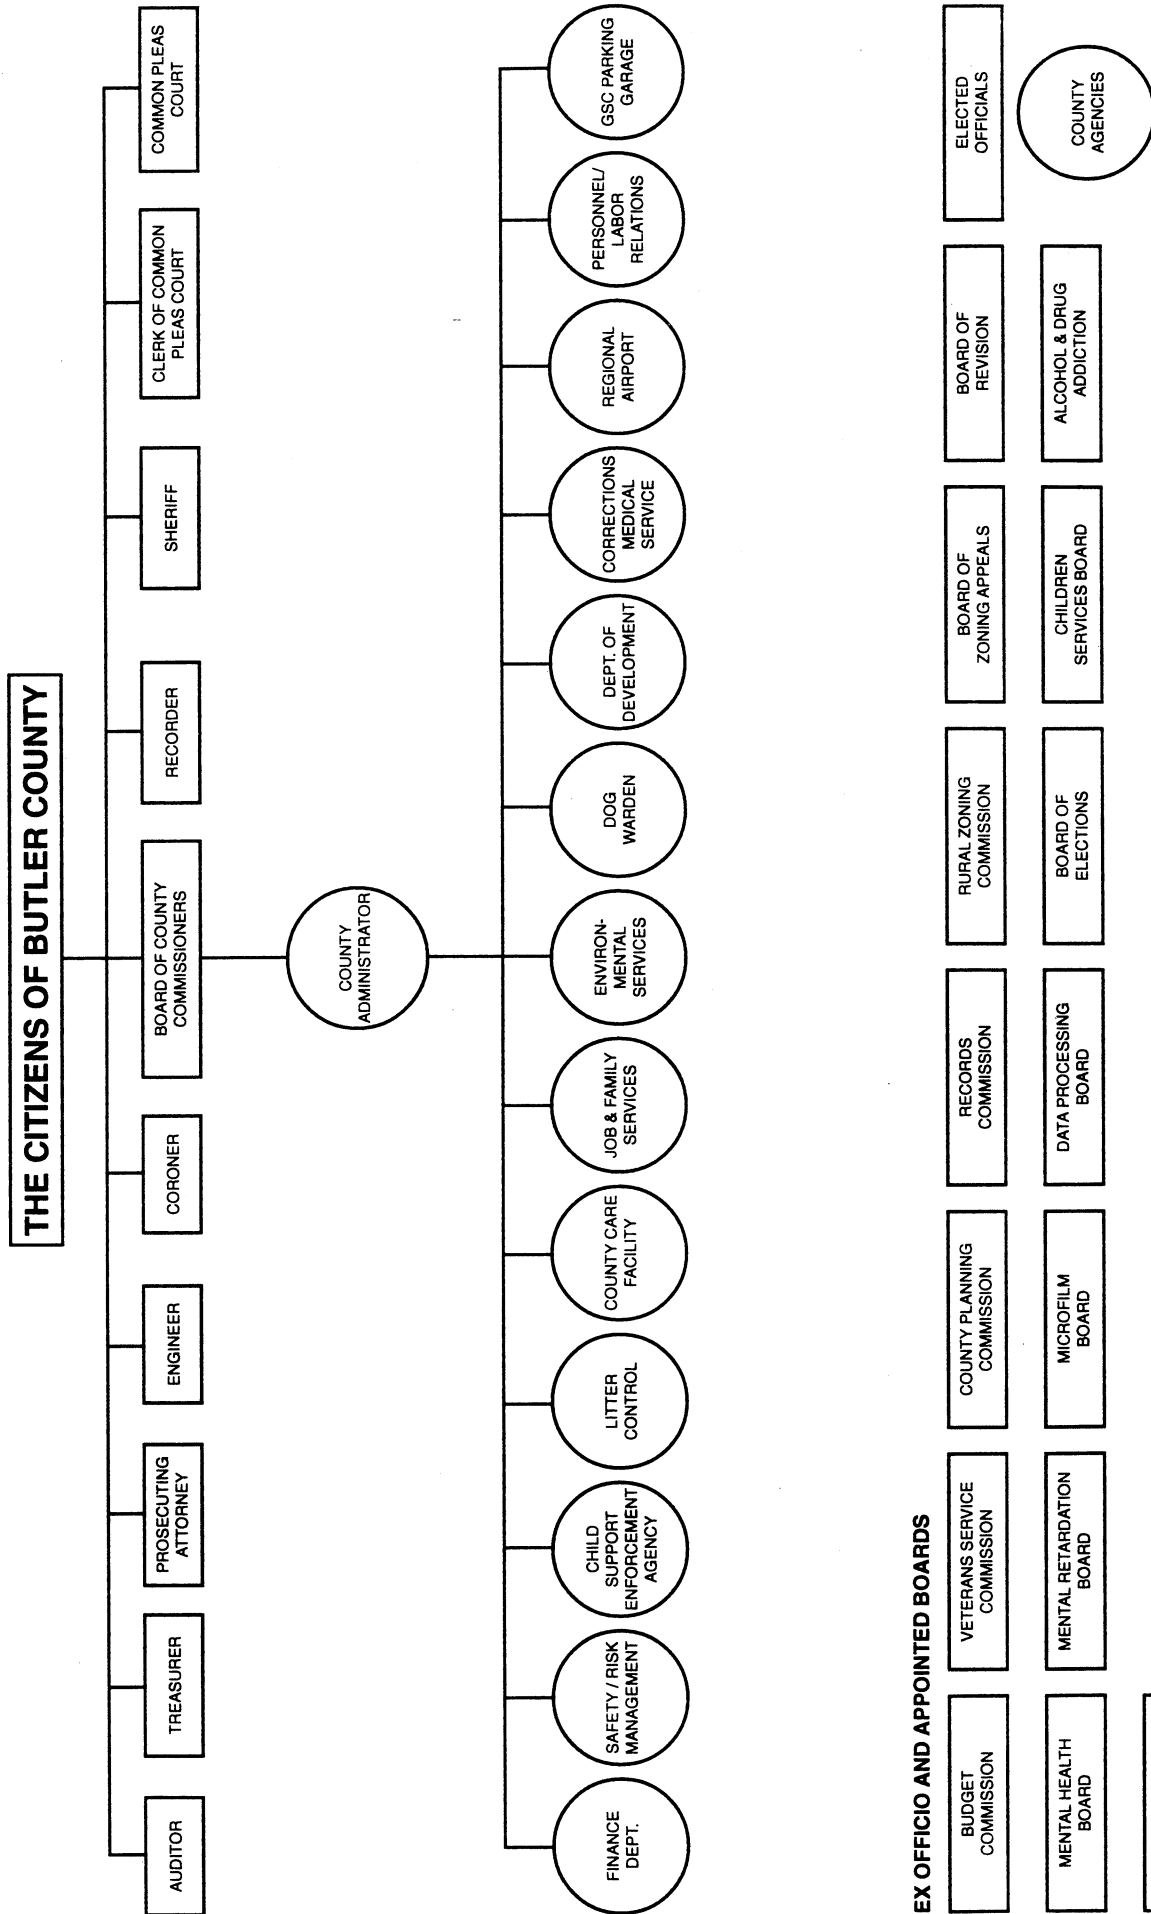 THE CITIZENS OF BUTLER COUNTY
AUDITOR
TREASURER
PROSECUTING
ATTORNEY
ENGINEER
CORONER
BOARD OF COUNTY
COMMISSIONERS
RECORDER
SHERIFF
CLERK OF COMMON
PLEAS COURT
COMMON PLEAS
COURT
COUNTY
ADMINISTRATOR
FINANCE
DEPT.
SAFETY / RISK
MANAGEMENT
CHILD
SUPPORT
ENFORCEMENT
AGENCY
LITTER
CONTROL
COUNTY CARE
FACILITY
JOB & FAMILY
SERVICES
ENVIRON-
MENTAL
SERVICES
DOG
WARDEN
DEPT. OF
DEVELOPMENT
CORRECTIONS
MEDICAL
SERVICE
REGIONAL
AIRPORT
PERSONNEL/
LABOR
RELATIONS
GSC PARKING
GARAGE
EX OFFICIO AND APPOINTED BOARDS
BUDGET
COMMISSION
VETERANS SERVICE
COMMISSION
COUNTY PLANNING
COMMISSION
RECORDS
COMMISSION
RURAL ZONING
COMMISSION
BOARD OF
ZONING APPEALS
BOARD OF
REVISION
ELECTED
OFFICIALS
MENTAL HEALTH
BOARD
MENTAL RETARDATION
BOARD
MICROFILM
BOARD
DATA PROCESSING
BOARD
BOARD OF
ELECTIONS
CHILDREN
SERVICES BOARD
ALCOHOL & DRUG
ADDICTION
COUNTY
AGENCIES